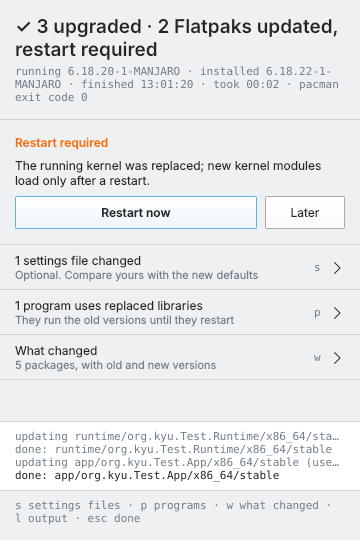 ✓ 3 upgraded · 2 Flatpaks updated,
restart required
running 6.18.20-1-MANJARO · installed 6.18.22-1-
MANJARO · finished 13:01:20 · took 00:02 · pacman
exit code 0
Restart required
The running kernel was replaced; new kernel modules
load only after a restart.
Restart now
Later
1 settings file changed
Optional. Compare yours with the new defaults
s
1 program uses replaced libraries
They run the old versions until they restart
p
What changed
5 packages, with old and new versions
w
updating runtime/org.kyu.Test.Runtime/x86_64/sta…
done: runtime/org.kyu.Test.Runtime/x86_64/stable
updating app/org.kyu.Test.App/x86_64/stable (use…
done: app/org.kyu.Test.App/x86_64/stable
s settings files · p programs · w what changed ·
l output · esc done